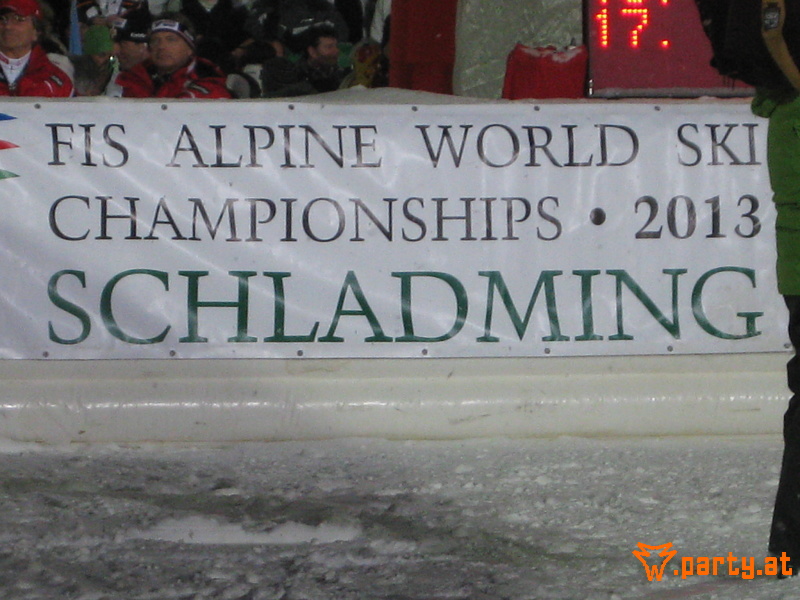 17:
FIS ALPINE WORLD SKI
CHAMPIONSHIPS • 2013
SCHLADMING
.party.at